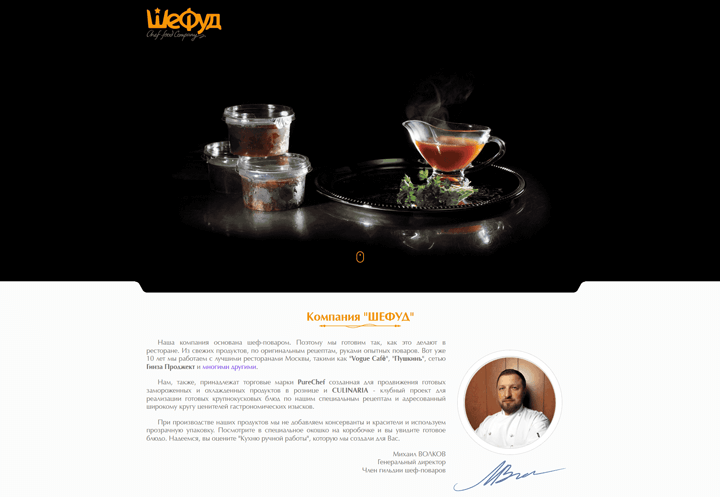 Шефуд
Chef-food Company
Компания "ШЕФУД"
Наша компания основана шеф-поваром. Поэтому мы готовим так, как это делают в
ресторане. Из свежих продуктов, по оригинальным рецептам, руками опытных поваров. Вот уже
10 лет мы работаем с лучшими ресторанами Москвы, такими как "Vogue Café", "Пушкинъ", сетью
Гинза Проджект и многими другими.
Нам, также, принадлежат торговые марки PureChef созданная для продвижения готовых
замороженных и охлажденных продуктов в рознице и CULINARIA - клубный проект для
реализации готовых крупнокусковых блюд по нашим специальным рецептам и адресованный
широкому кругу ценителей гастрономических изысков.
При производстве наших продуктов мы не добавляем консерванты и красители и используем
прозрачную упаковку. Посмотрите в специальное окошко на коробочке и вы увидите готовое
блюдо. Надеемся, вы оцените "Кухню ручной работы", которую мы создали для Вас.
Михаил ВОЛКОВ
Генеральный директор
Член гильдии шеф-поваров